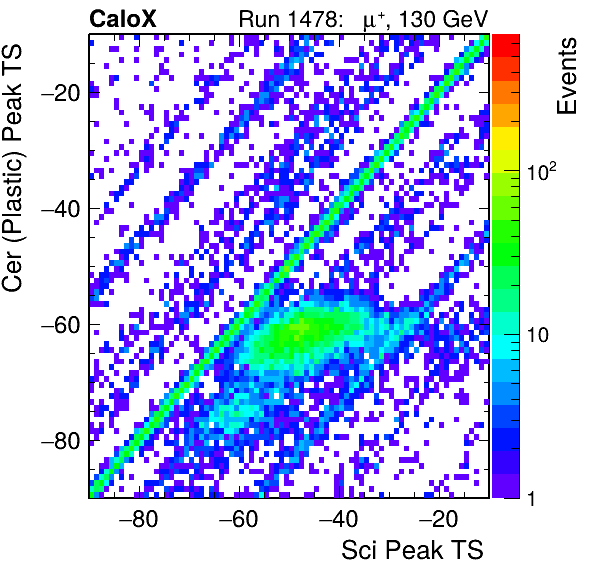 CaloX Run 1478: μ⁺, 130 GeV
Cer (Plastic) Peak TS
Events
−20
−40
−60
−80
10²
10
1
−80 −60 −40 −20
Sci Peak TS